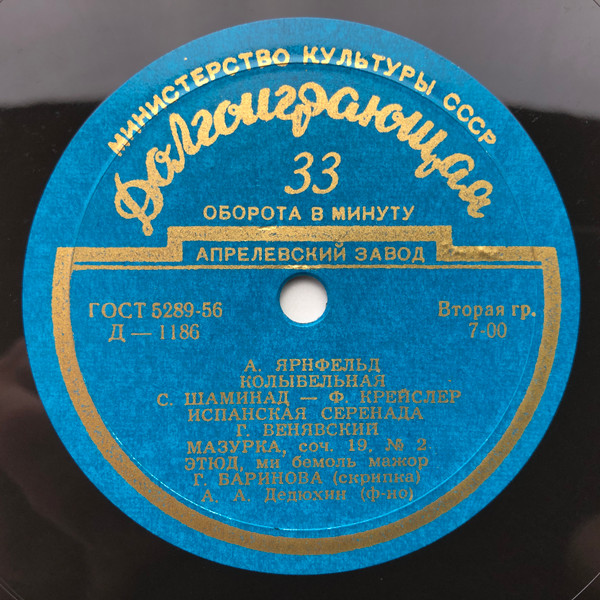 МИНИСТЕРСТВО КУЛЬТУРЫ СССР
Долгоиграющая
33
ОБОРОТА В МИНУТУ
АПРЕЛЕВСКИЙ ЗАВОД
ГОСТ 5289-56
Д — 1186
Вторая гр.
7-00
А. ЯРНФЕЛЬД
КОЛЫБЕЛЬНАЯ
С. ШАМИНАД — Ф. КРЕЙСЛЕР
ИСПАНСКАЯ СЕРЕНАДА
Г. ВЕНЯВСКИЙ
МАЗУРКА, соч. 19, № 2
ЭТЮД, ми бемоль мажор
Г. БАРИНОВА (скрипка)
А. А. Дедюхин (ф-но)